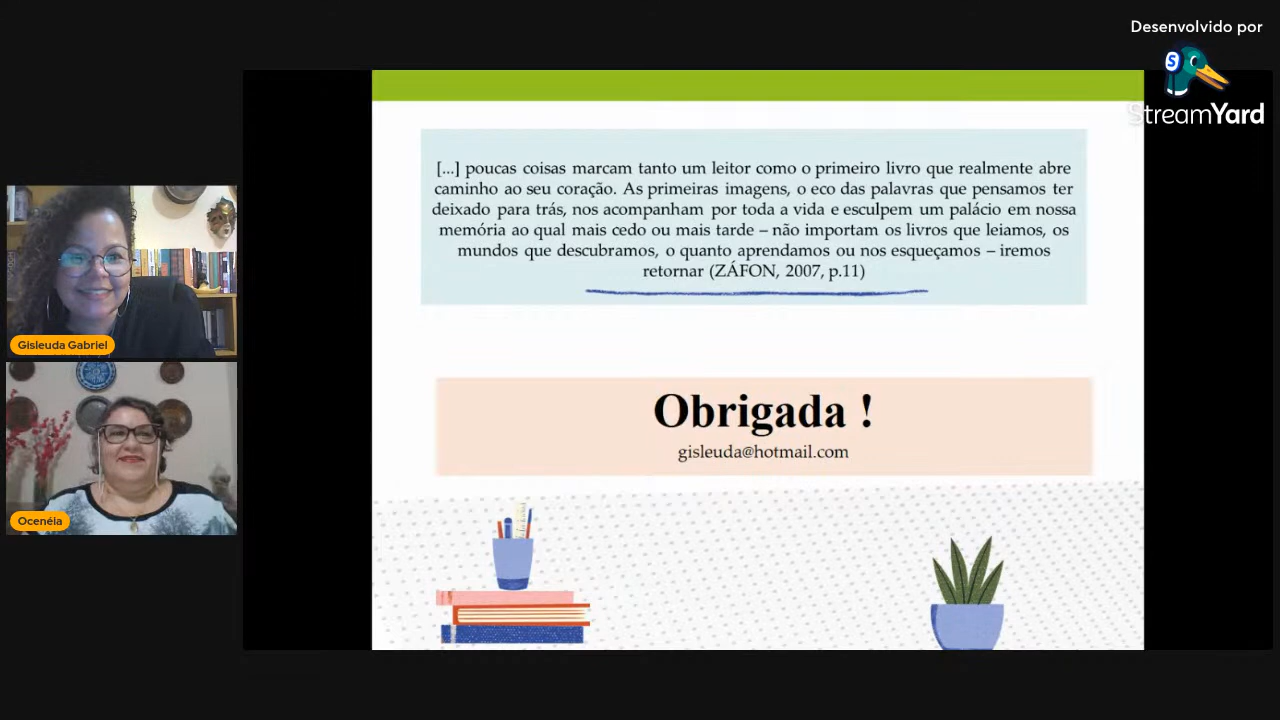 Desenvolvido por
StreamYard
[...] poucas coisas marcam tanto um leitor como o primeiro livro que realmente abre
caminho ao seu coração. As primeiras imagens, o eco das palavras que pensamos ter
deixado para trás, nos acompanham por toda a vida e esculpem um palácio em nossa
memória ao qual mais cedo ou mais tarde – não importam os livros que leiamos, os
mundos que descubramos, o quanto aprendamos ou nos esqueçamos – iremos
retornar (ZÁFON, 2007, p.11)
Gisleuda Gabriel
Obrigada !
gisleuda@hotmail.com
Ocenéia